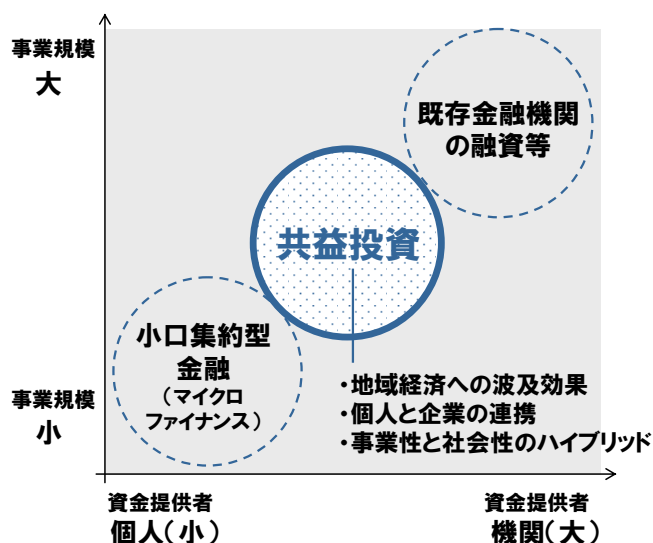 事業規模
大
既存金融機関
の融資等
共益投資
小口集約型
金融
（マイクロ
ファイナンス）
・地域経済への波及効果
・個人と企業の連携
・事業性と社会性のハイブリッド
事業規模
小
資金提供者
個人（小）
資金提供者
機関（大）